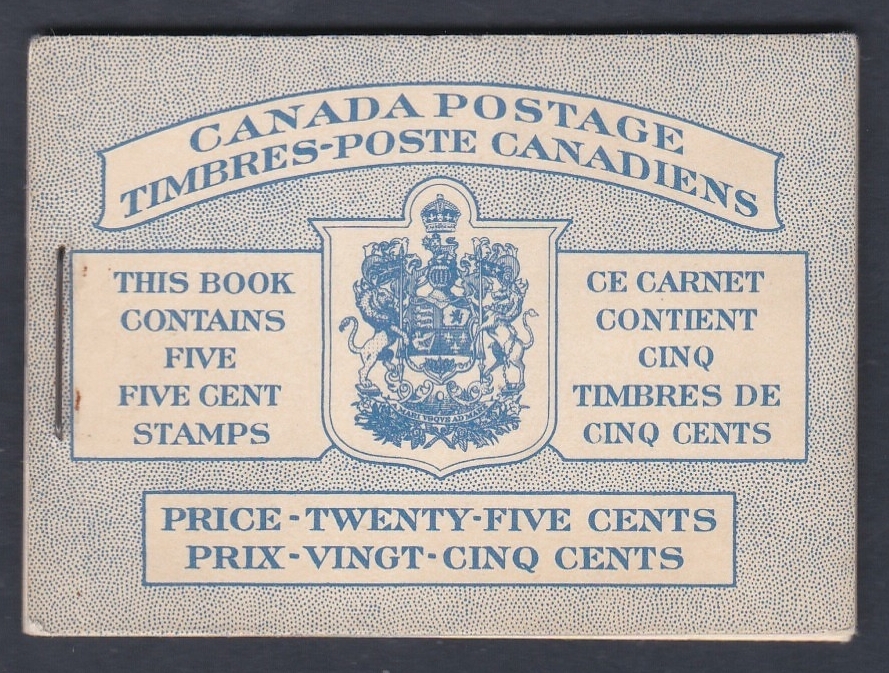 CANADA POSTAGE
TIMBRES-POSTE CANADIENS
THIS BOOK
CONTAINS
FIVE
FIVE CENT
STAMPS
CE CARNET
CONTIENT
CINQ
TIMBRES DE
CINQ CENTS
A MARI VSQVE AD MARE
PRICE-TWENTY-FIVE CENTS
PRIX-VINGT-CINQ CENTS